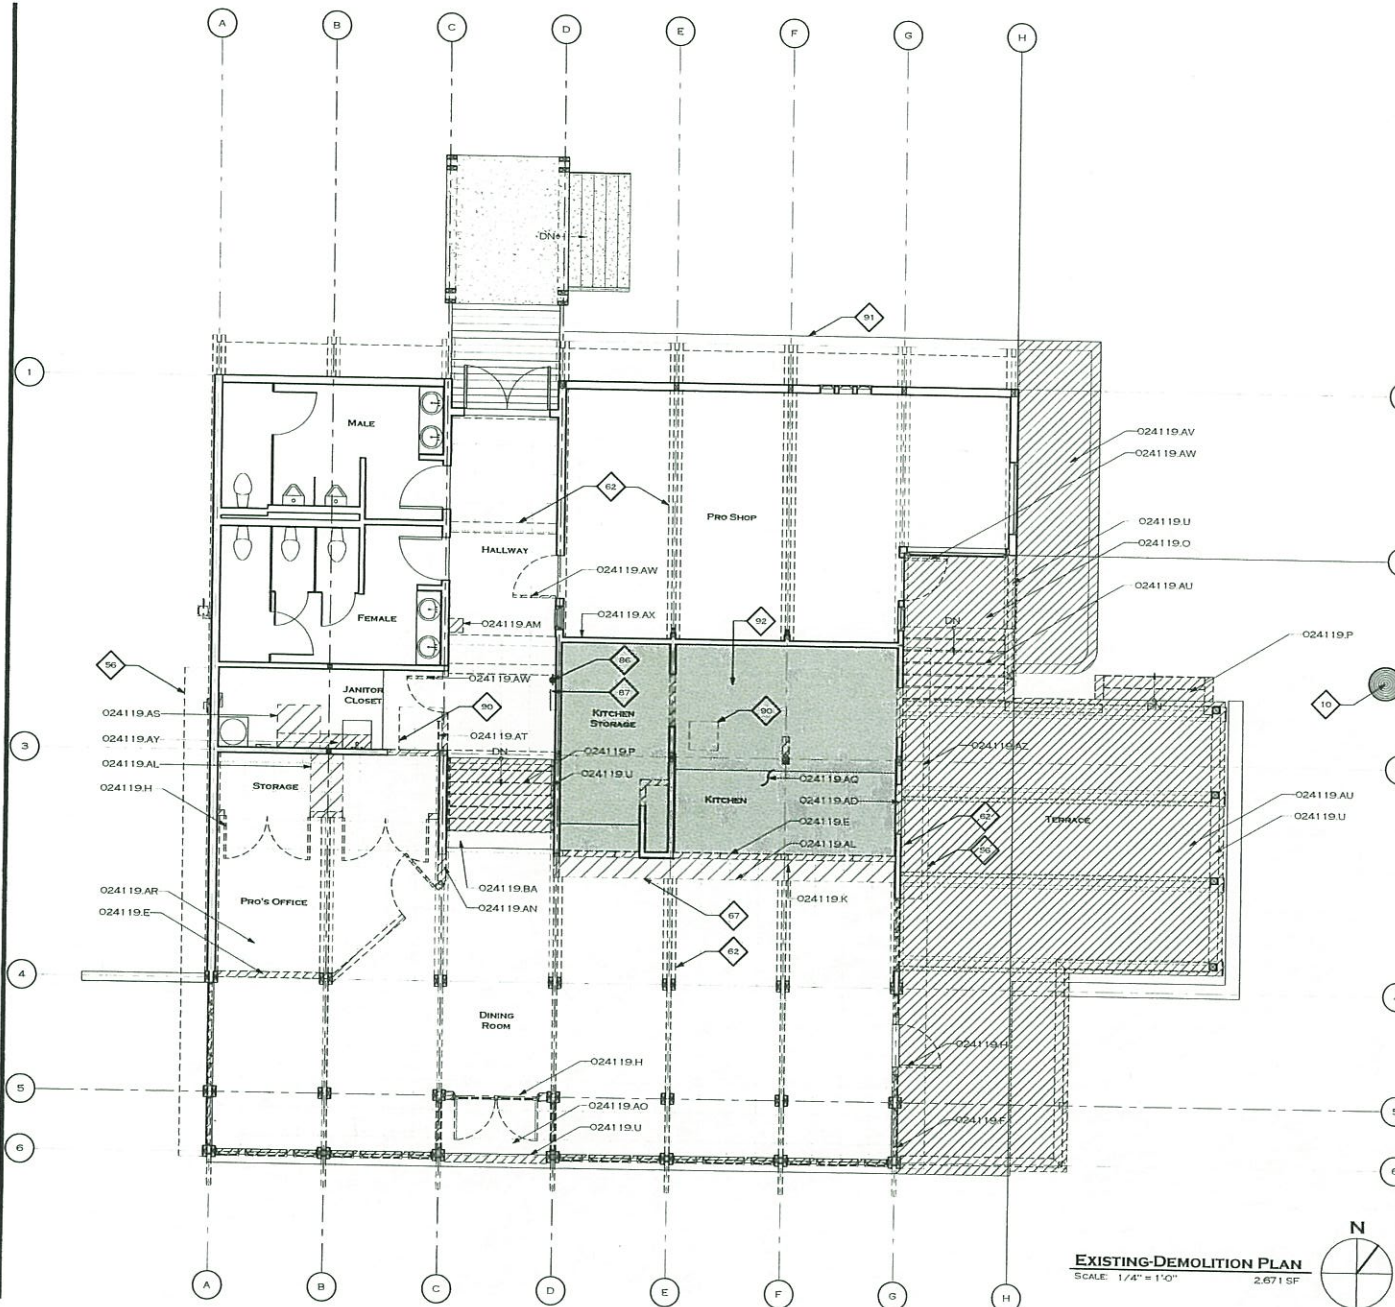 A
B
C
D
E
F
G
H
DN
91
1
MALE
024119.AV
024119.AW
62
PRO SHOP
024119.U
HALLWAY
024119.O
024119.AW
024119.AU
024119.AX
FEMALE
024119.AM
92
DN
024119.P
56
86
024119.AW
JANITOR
CLOSET
87
90
90
KITCHEN
STORAGE
10
024119.AS
024119.AT
024119.AY
3
DN
024119.P
024119.AZ
024119.AL
024119.U
024119.AQ
STORAGE
024119.H
KITCHEN
024119.AD
024119.AU
62
TERRACE
024119.U
024119.E
024119.AL
96
024119.AR
024119.BA
PRO'S OFFICE
024119.K
024119.E
024119.AN
67
62
4
DINING
ROOM
024119.H
024119.H
5
024119.AO
024119.F
024119.U
6
A
B
C
D
E
F
G
H
N
EXISTING-DEMOLITION PLAN
SCALE: 1/4" = 1'0" 2,671 SF